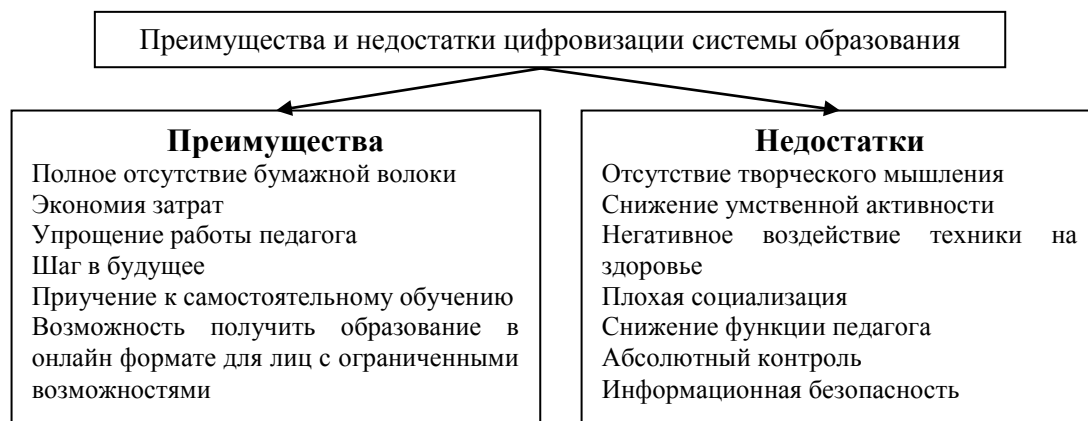 Преимущества и недостатки цифровизации системы образования
Преимущества
Полное отсутствие бумажной волоки
Экономия затрат
Упрощение работы педагога
Шаг в будущее
Приучение к самостоятельному обучению
Возможность получить образование в
онлайн формате для лиц с ограниченными
возможностями
Недостатки
Отсутствие творческого мышления
Снижение умственной активности
Негативное воздействие техники на
здоровье
Плохая социализация
Снижение функции педагога
Абсолютный контроль
Информационная безопасность